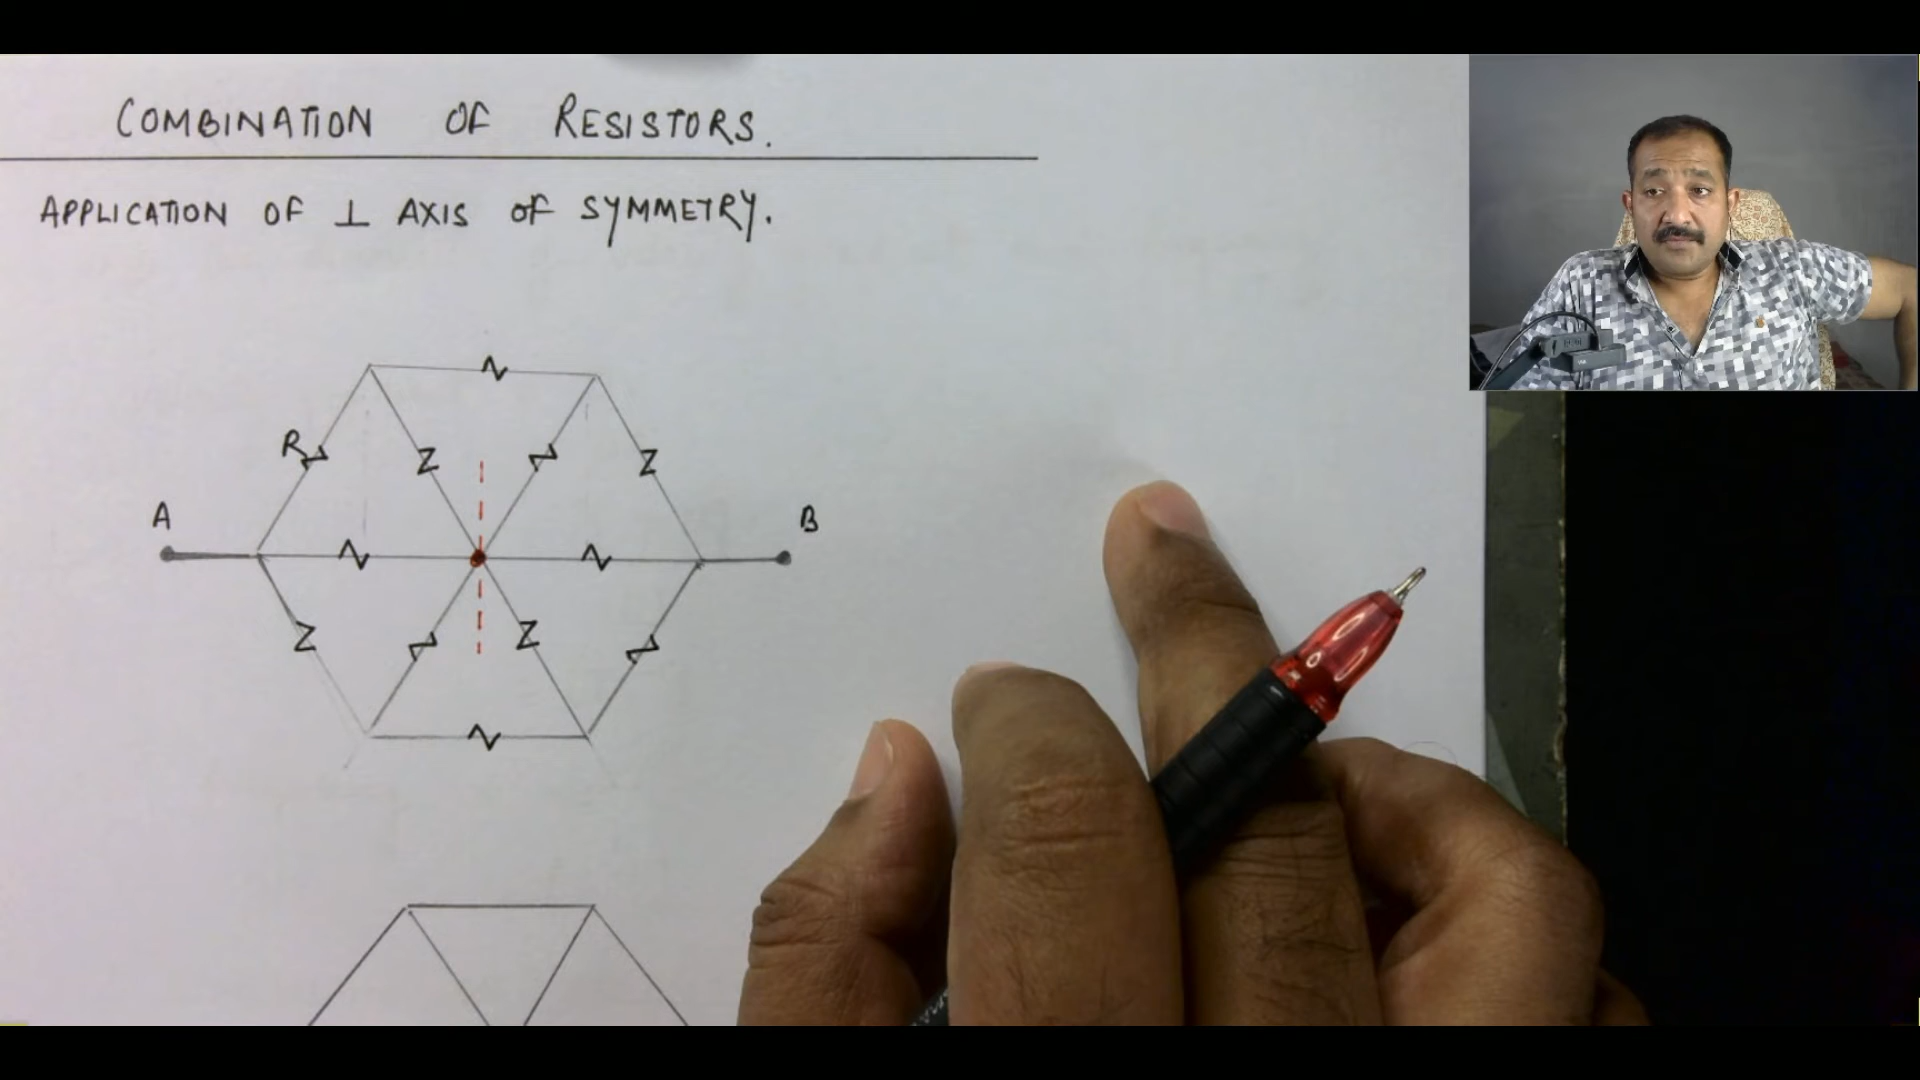 COMBINATION OF RESISTORS.
APPLICATION OF ⊥ AXIS OF SYMMETRY.
R
A
B